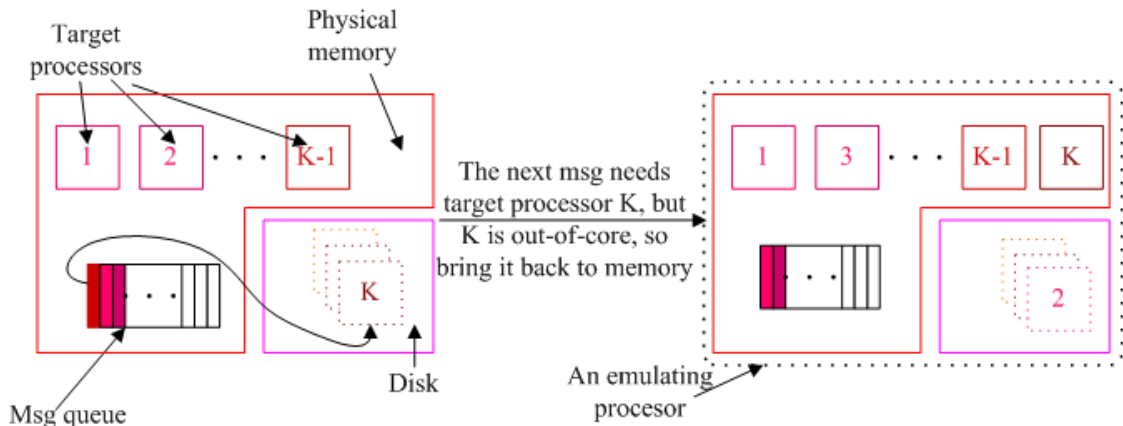 Target
processors
Physical
memory
1
2
. . .
K-1
K
Disk
Msg queue
The next msg needs
target processor K, but
K is out-of-core, so
bring it back to memory
1
3
. . .
K-1
K
2
An emulating
procesor